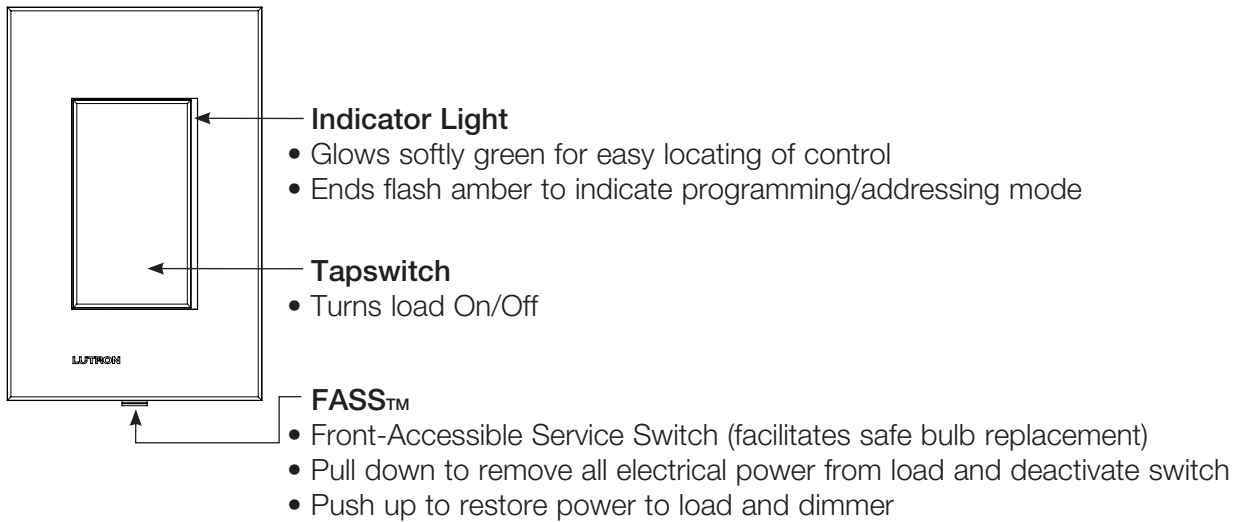 Indicator Light
• Glows softly green for easy locating of control
• Ends flash amber to indicate programming/addressing mode
Tapswitch
• Turns load On/Off
LUTRON
FASS™
• Front-Accessible Service Switch (facilitates safe bulb replacement)
• Pull down to remove all electrical power from load and deactivate switch
• Push up to restore power to load and dimmer